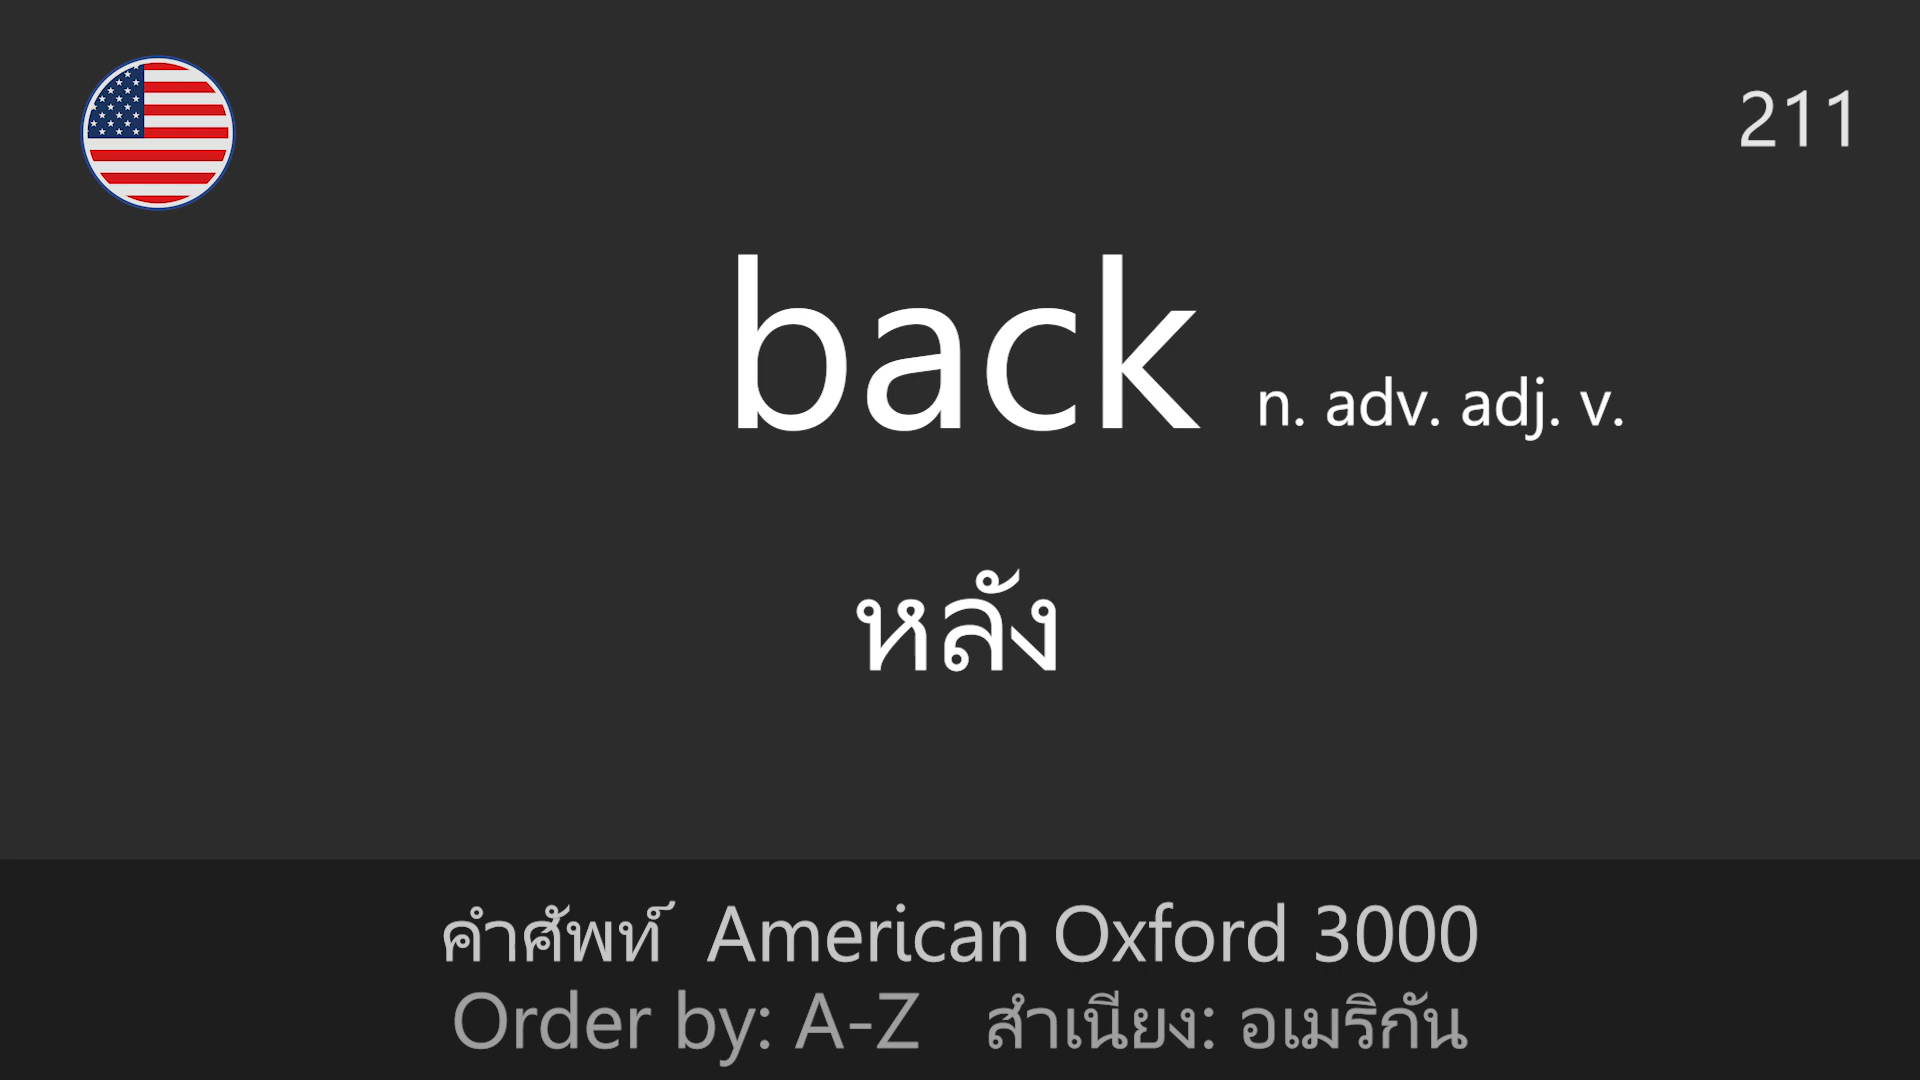 211
back n. adv. adj. v.
หลัง
คำศัพท์ American Oxford 3000
Order by: A-Z สำเนียง: อเมริกัน